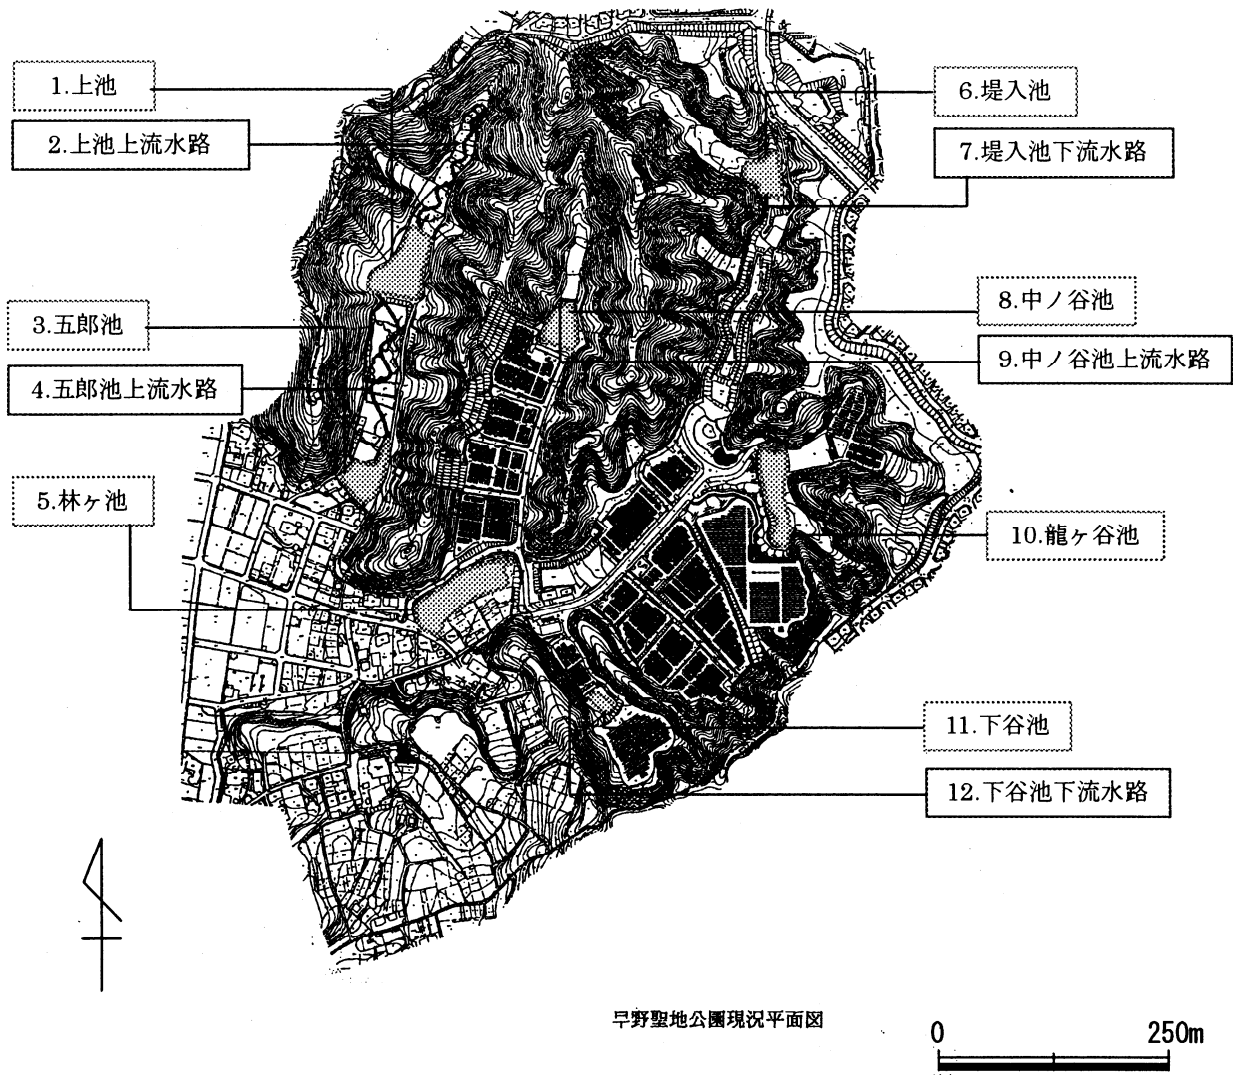 1.上池
2.上池上流水路
3.五郎池
4.五郎池上流水路
5.林ヶ池
6.堤入池
7.堤入池下流水路
8.中ノ谷池
9.中ノ谷池上流水路
10.龍ヶ谷池
11.下谷池
12.下谷池下流水路
早野聖地公園現況平面図
0 250m